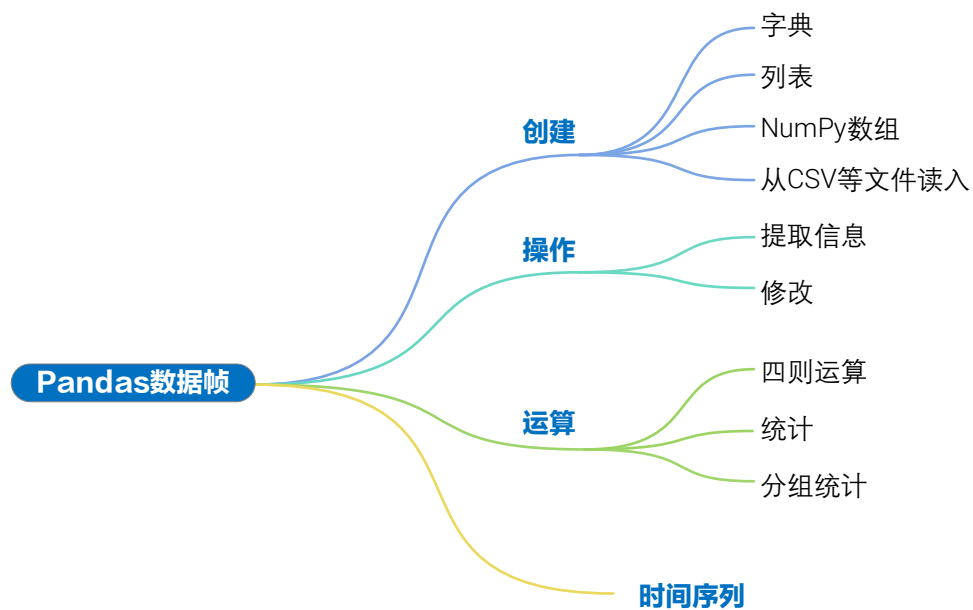 Pandas数据帧
创建
字典
列表
NumPy数组
从CSV等文件读入
操作
提取信息
修改
运算
四则运算
统计
分组统计
时间序列